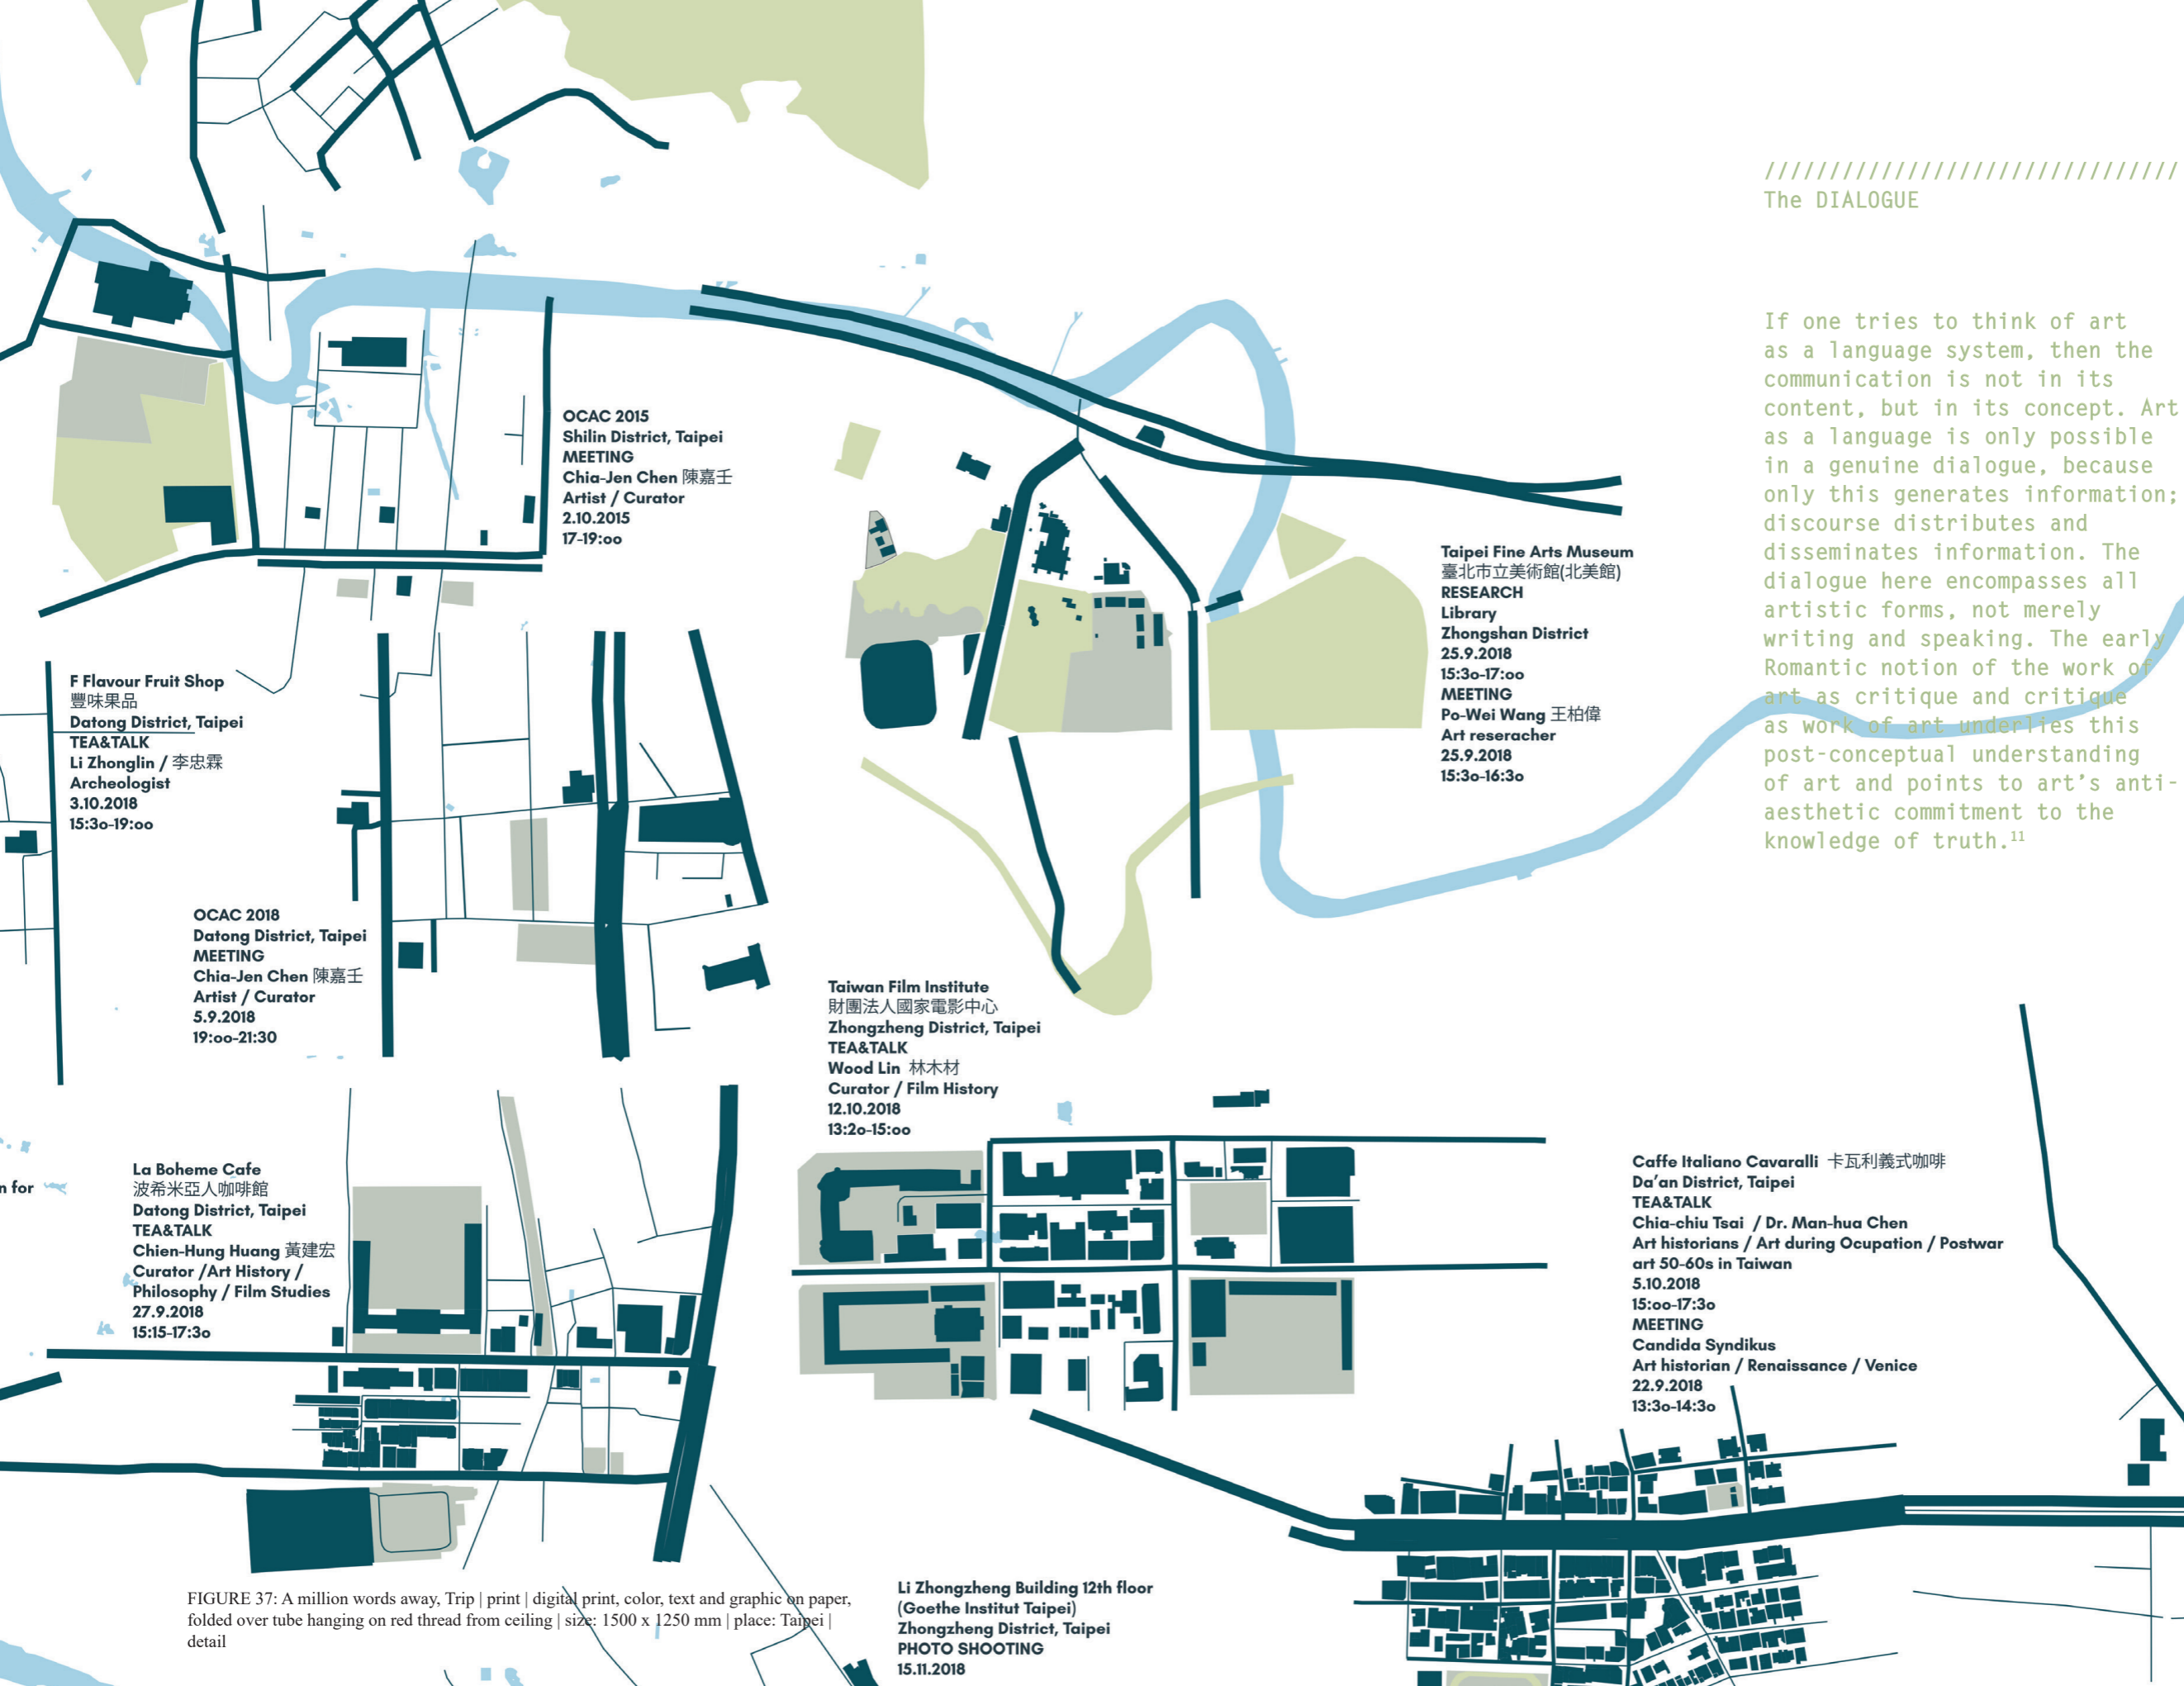 ///////////////////////////////
The DIALOGUE
If one tries to think of art
as a language system, then the
communication is not in its
content, but in its concept. Art
as a language is only possible
in a genuine dialogue, because
only this generates information;
discourse distributes and
disseminates information. The
dialogue here encompasses all
artistic forms, not merely
writing and speaking. The early
Romantic notion of the work of
art as critique and critique
as work of art underlies this
post-conceptual understanding
of art and points to art's anti-
aesthetic commitment to the
knowledge of truth.11
OCAC 2015
Shilin District, Taipei
MEETING
Chia-Jen Chen 陳嘉壬
Artist / Curator
2.10.2015
17-19:00
Taipei Fine Arts Museum
臺北市立美術館(北美館)
RESEARCH
Library
Zhongshan District
25.9.2018
15:30-17:00
MEETING
Po-Wei Wang 王柏偉
Art reseracher
25.9.2018
15:30-16:30
F Flavour Fruit Shop
豐味果品
Datong District, Taipei
TEA&TALK
Li Zhonglin / 李忠霖
Archeologist
3.10.2018
15:30-19:00
OCAC 2018
Datong District, Taipei
MEETING
Chia-Jen Chen 陳嘉壬
Artist / Curator
5.9.2018
19:00-21:30
Taiwan Film Institute
財團法人國家電影中心
Zhongzheng District, Taipei
TEA&TALK
Wood Lin 林木材
Curator / Film History
12.10.2018
13:20-15:00
n for
La Boheme Cafe
波希米亞人咖啡館
Datong District, Taipei
TEA&TALK
Chien-Hung Huang 黃建宏
Curator /Art History /
Philosophy / Film Studies
27.9.2018
15:15-17:30
Caffe Italiano Cavaralli 卡瓦利義式咖啡
Da'an District, Taipei
TEA&TALK
Chia-chiu Tsai / Dr. Man-hua Chen
Art historians / Art during Ocupation / Postwar
art 50-60s in Taiwan
5.10.2018
15:00-17:30
MEETING
Candida Syndikus
Art historian / Renaissance / Venice
22.9.2018
13:30-14:30
FIGURE 37: A million words away, Trip | print | digital print, color, text and graphic on paper,
folded over tube hanging on red thread from ceiling | size: 1500 x 1250 mm | place: Taipei |
detail
Li Zhongzheng Building 12th floor
(Goethe Institut Taipei)
Zhongzheng District, Taipei
PHOTO SHOOTING
15.11.2018